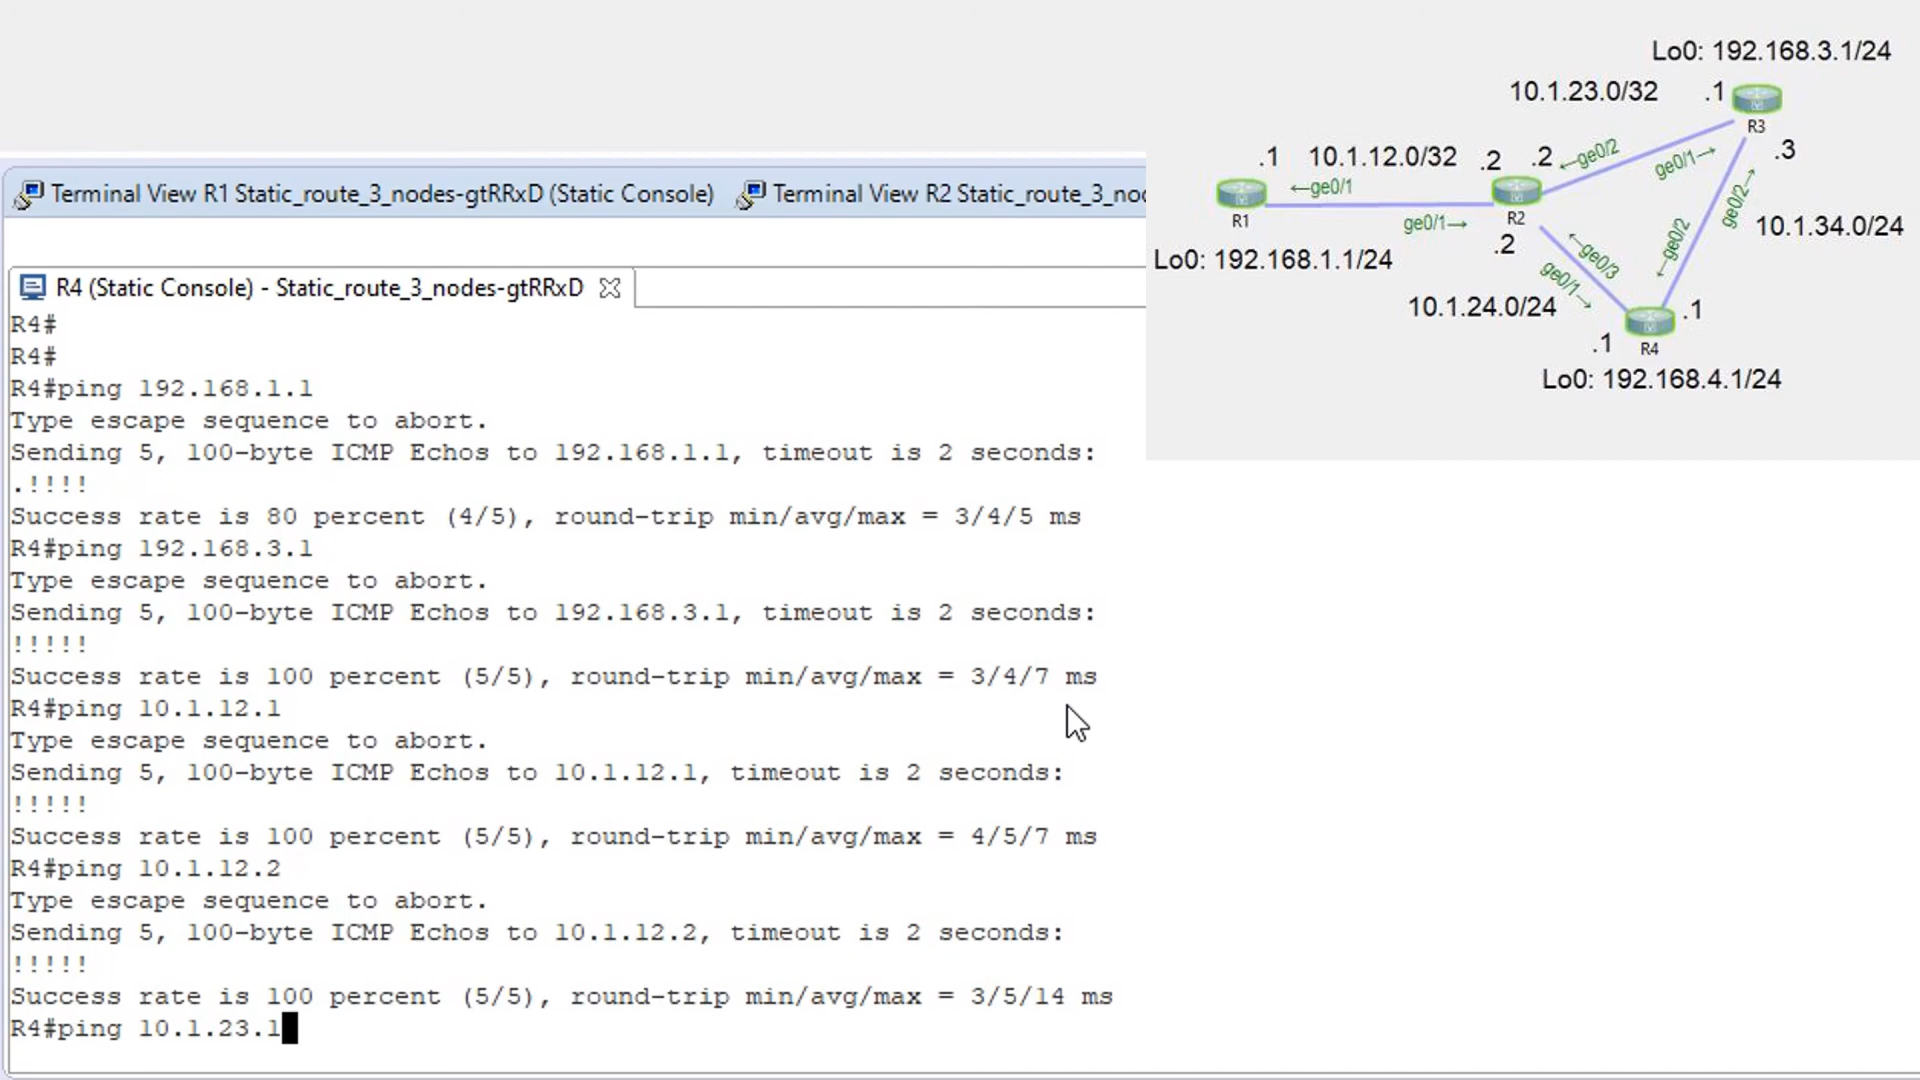 Lo0: 192.168.3.1/24
10.1.23.0/32 .1
R3
.1 10.1.12.0/32 .2 .2 ←ge0/2 ge0/1→ .3
←ge0/1
R1 ge0/1→ R2 ge0/2→ 10.1.34.0/24
.2 ←ge0/3 ←ge0/2
Lo0: 192.168.1.1/24
ge0/1→
10.1.24.0/24 .1
.1 R4
Lo0: 192.168.4.1/24
Terminal View R1 Static_route_3_nodes-gtRRxD (Static Console) Terminal View R2 Static_route_3_no
R4 (Static Console) - Static_route_3_nodes-gtRRxD
R4#
R4#
R4#ping 192.168.1.1
Type escape sequence to abort.
Sending 5, 100-byte ICMP Echos to 192.168.1.1, timeout is 2 seconds:
.!!!!
Success rate is 80 percent (4/5), round-trip min/avg/max = 3/4/5 ms
R4#ping 192.168.3.1
Type escape sequence to abort.
Sending 5, 100-byte ICMP Echos to 192.168.3.1, timeout is 2 seconds:
!!!!!
Success rate is 100 percent (5/5), round-trip min/avg/max = 3/4/7 ms
R4#ping 10.1.12.1
Type escape sequence to abort.
Sending 5, 100-byte ICMP Echos to 10.1.12.1, timeout is 2 seconds:
!!!!!
Success rate is 100 percent (5/5), round-trip min/avg/max = 4/5/7 ms
R4#ping 10.1.12.2
Type escape sequence to abort.
Sending 5, 100-byte ICMP Echos to 10.1.12.2, timeout is 2 seconds:
!!!!!
Success rate is 100 percent (5/5), round-trip min/avg/max = 3/5/14 ms
R4#ping 10.1.23.1